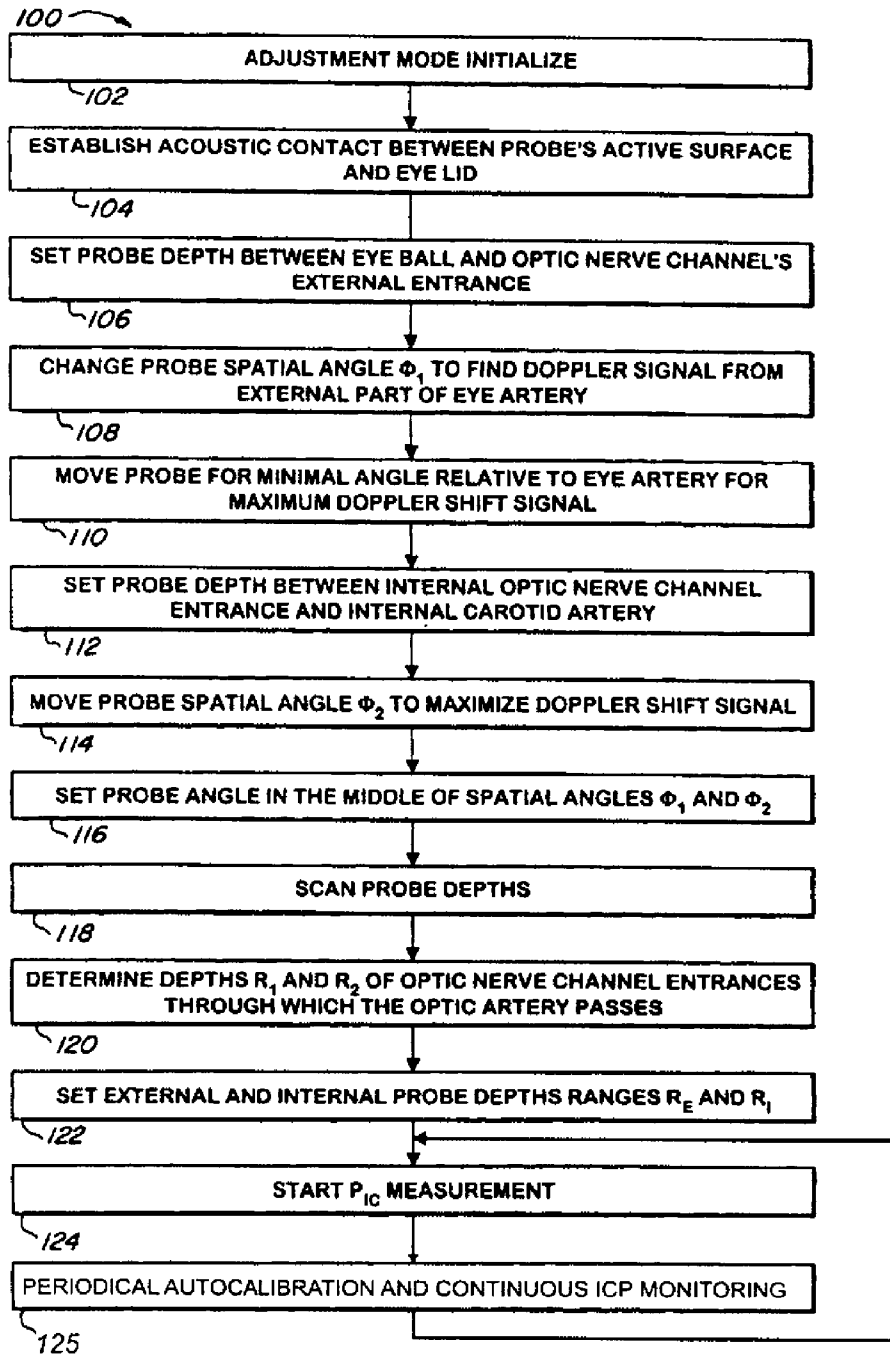 100
ADJUSTMENT MODE INITIALIZE
102
ESTABLISH ACOUSTIC CONTACT BETWEEN PROBE'S ACTIVE SURFACE
AND EYE LID
104
SET PROBE DEPTH BETWEEN EYE BALL AND OPTIC NERVE CHANNEL'S
EXTERNAL ENTRANCE
106
CHANGE PROBE SPATIAL ANGLE Φ₁ TO FIND DOPPLER SIGNAL FROM
EXTERNAL PART OF EYE ARTERY
108
MOVE PROBE FOR MINIMAL ANGLE RELATIVE TO EYE ARTERY FOR
MAXIMUM DOPPLER SHIFT SIGNAL
110
SET PROBE DEPTH BETWEEN INTERNAL OPTIC NERVE CHANNEL
ENTRANCE AND INTERNAL CAROTID ARTERY
112
MOVE PROBE SPATIAL ANGLE Φ₂ TO MAXIMIZE DOPPLER SHIFT SIGNAL
114
SET PROBE ANGLE IN THE MIDDLE OF SPATIAL ANGLES Φ₁ AND Φ₂
116
SCAN PROBE DEPTHS
118
DETERMINE DEPTHS R₁ AND R₂ OF OPTIC NERVE CHANNEL ENTRANCES
THROUGH WHICH THE OPTIC ARTERY PASSES
120
SET EXTERNAL AND INTERNAL PROBE DEPTHS RANGES R_E AND R_I
122
START P_IC MEASUREMENT
124
PERIODICAL AUTOCALIBRATION AND CONTINUOUS ICP MONITORING
125